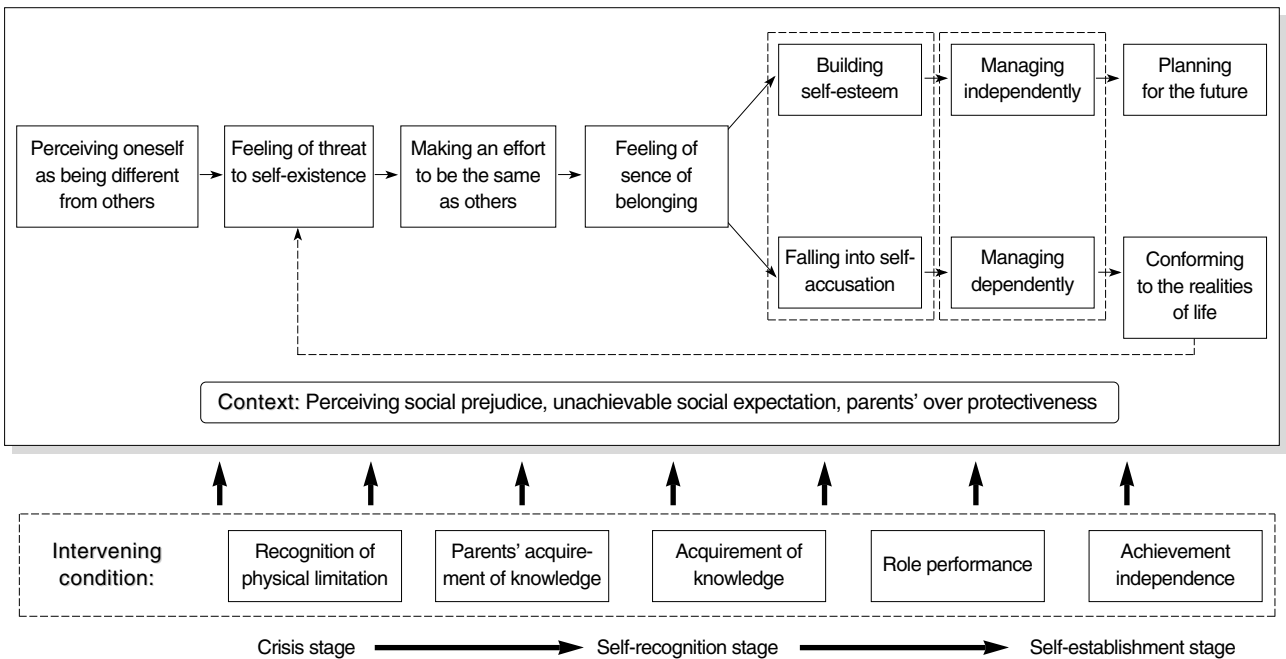 Building
self-esteem
Managing
independently
Planning
for the future
Perceiving oneself
as being different
from others
Feeling of threat
to self-existence
Making an effort
to be the same
as others
Feeling of
sence of
belonging
Falling into self-
accusation
Managing
dependently
Conforming
to the realities
of life
Context: Perceiving social prejudice, unachievable social expectation, parents’ over protectiveness
Intervening
condition:
Recognition of
physical limitation
Parents’ acquire-
ment of knowledge
Acquirement of
knowledge
Role performance
Achievement
independence
Crisis stage
Self-recognition stage
Self-establishment stage